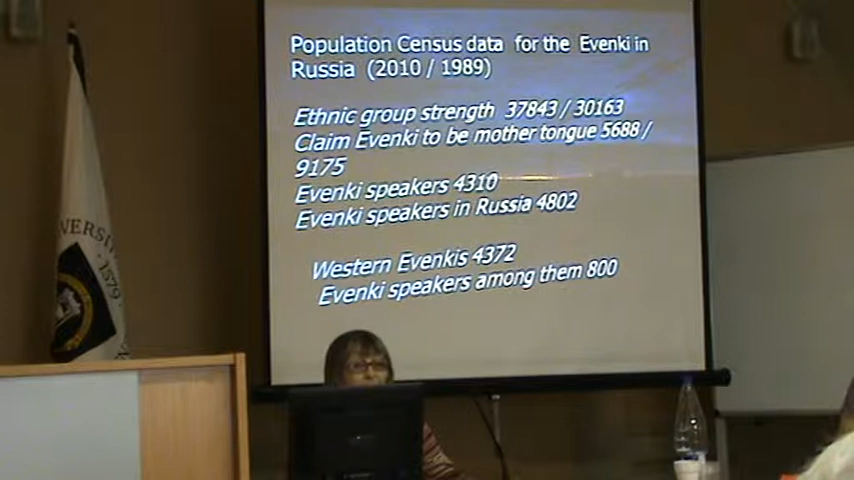 Population Census data for the Evenki in
Russia (2010 / 1989)
Ethnic group strength 37843 / 30163
Claim Evenki to be mother tongue 5688 /
9175
Evenki speakers 4310
Evenki speakers in Russia 4802
Western Evenkis 4372
Evenki speakers among them 800
VERSI
1579